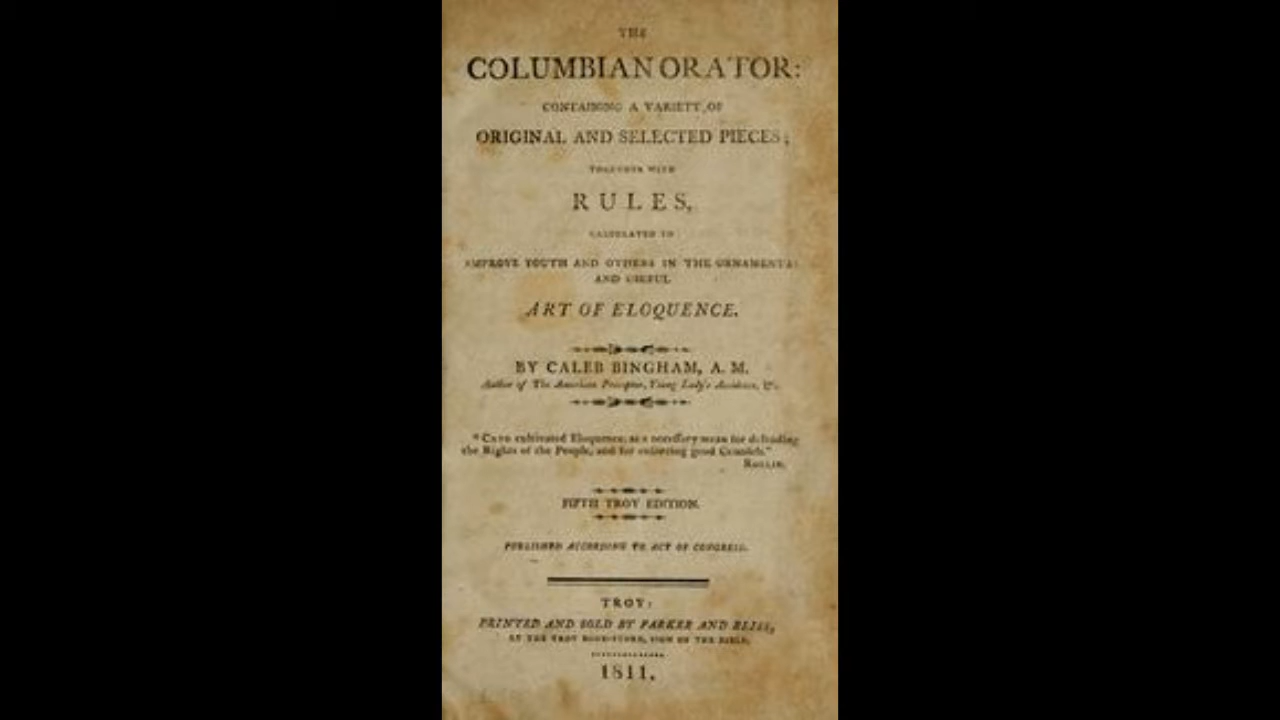 THE
COLUMBIAN ORATOR:
CONTAINING A VARIETY OF
ORIGINAL AND SELECTED PIECES;
TOGETHER WITH
RULES,
CALCULATED TO
IMPROVE YOUTH AND OTHERS IN THE ORNAMENTAL
AND USEFUL
ART OF ELOQUENCE.
BY CALEB BINGHAM, A. M.
Author of The American Preceptor, Young Lady's Accidence, &c.
"CATO cultivated Eloquence, as a neceſſary mean for defending
the Rights of the People, and for enforcing good Counſels."
ROLLIN.
FIFTH TROY EDITION.
PUBLISHED ACCORDING TO ACT OF CONGRESS.
TROY:
PRINTED AND SOLD BY PARKER AND BLISS,
AT THE TROY BOOK-STORE, SIGN OF THE BIBLE.
1811.